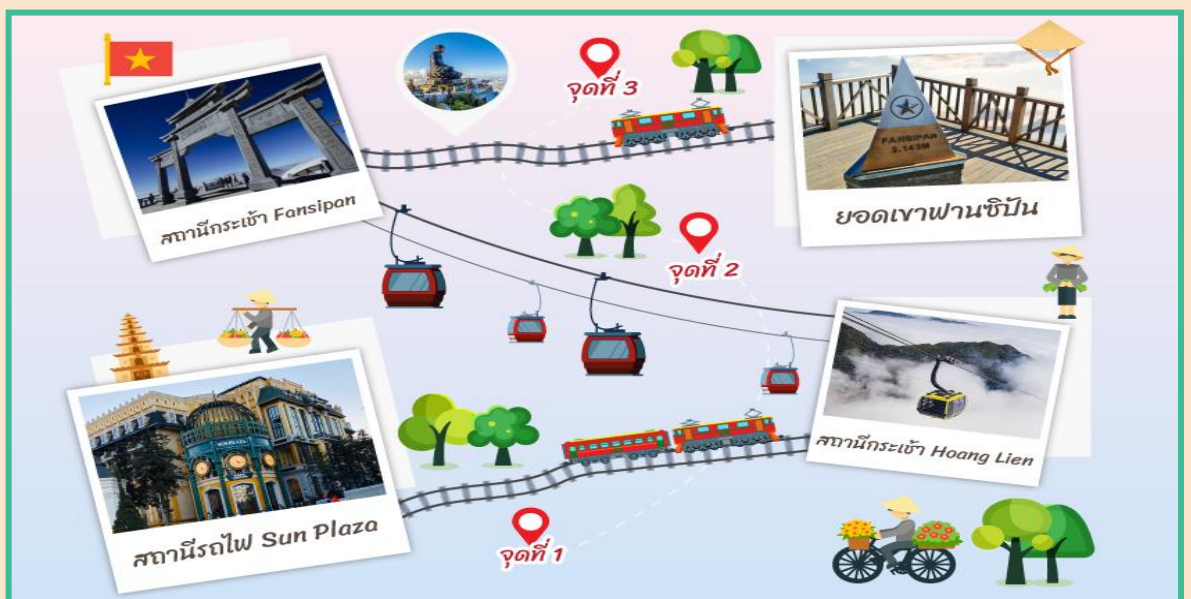 จุดที่ 3
สถานีกระเช้า Fansipan
FANSIPAN
3.143M
ยอดเขาฟานซิปัน
จุดที่ 2
สถานีรถไฟ Sun Plaza
สถานีกระเช้า Hoang Lien
จุดที่ 1